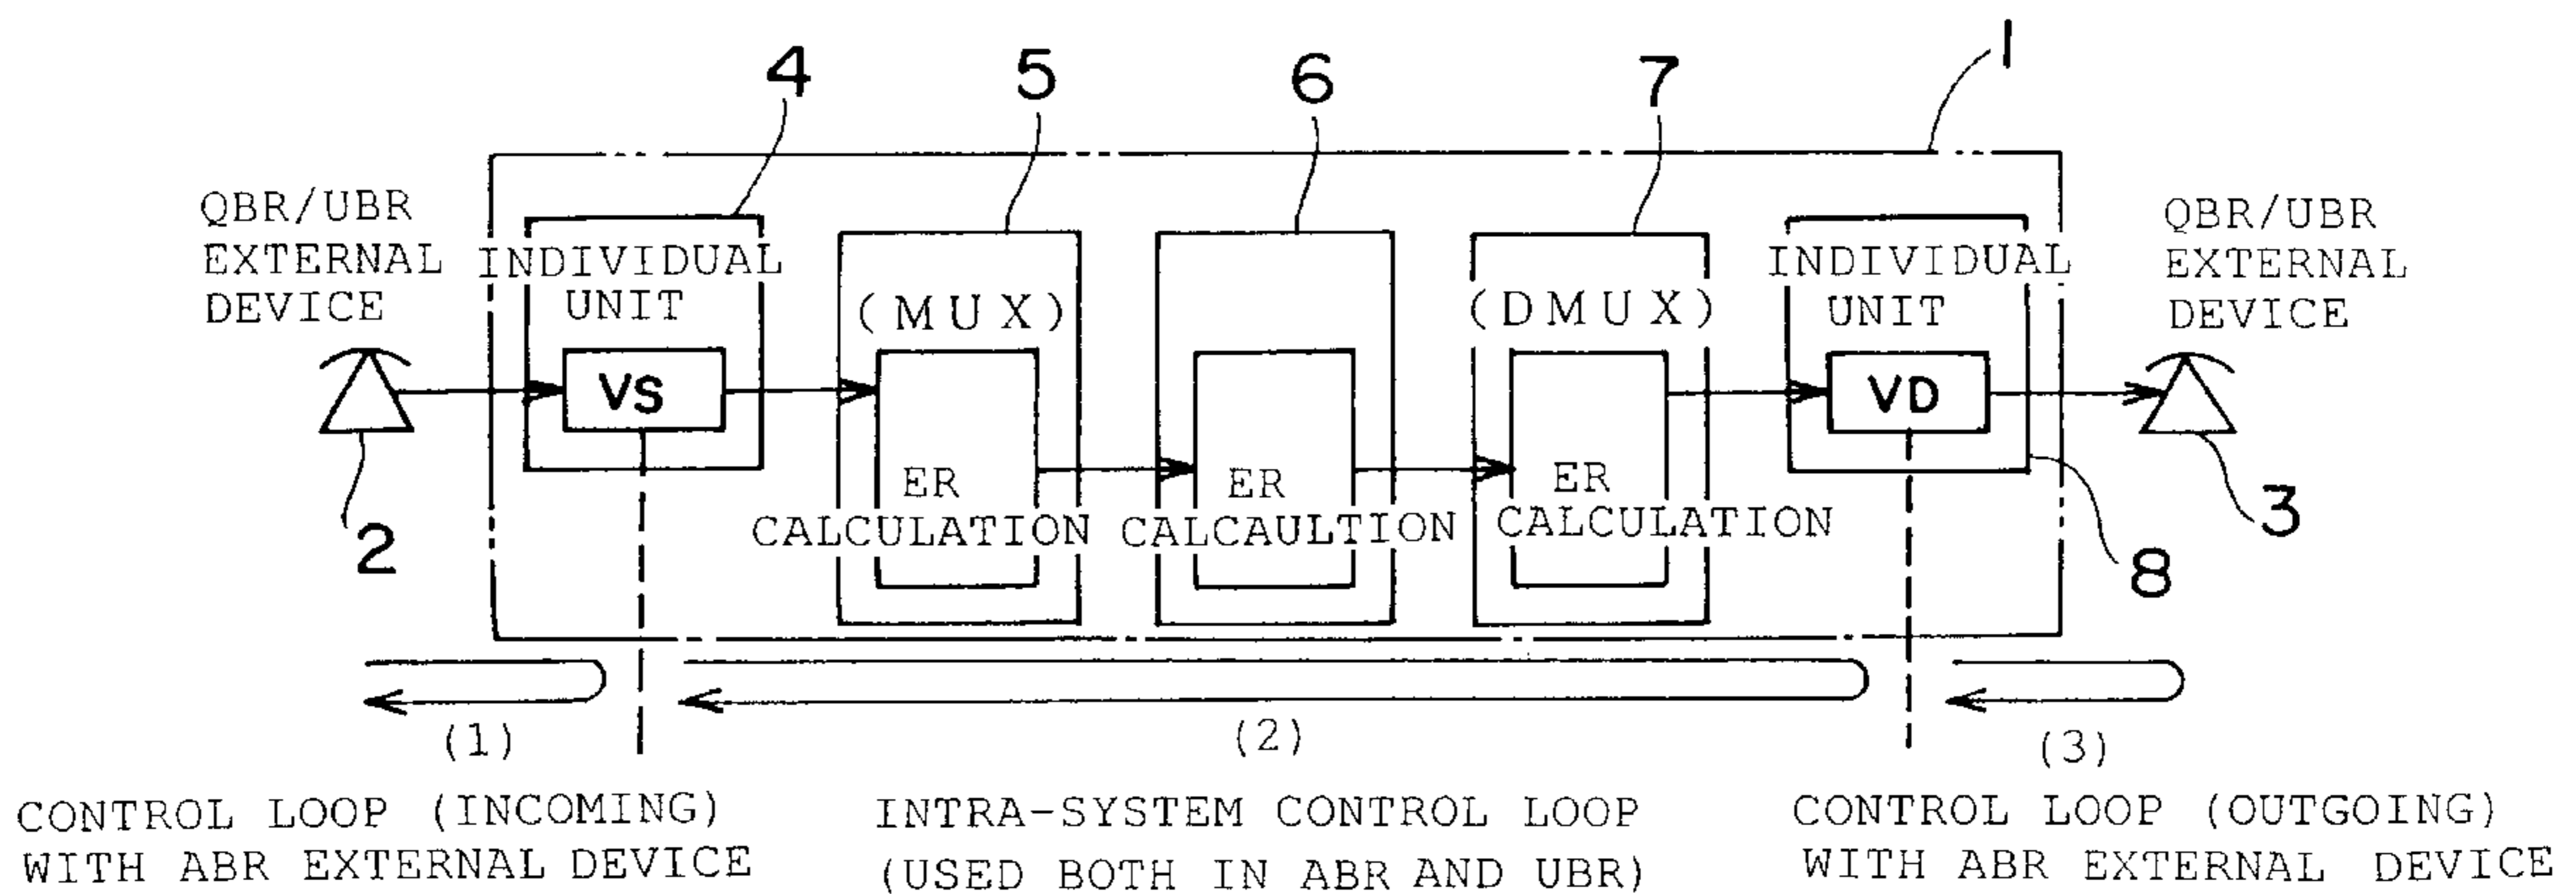 1
4
5
6
7
QBR/UBR
EXTERNAL
DEVICE
INDIVIDUAL
UNIT
(MUX)
(DMUX)
INDIVIDUAL
UNIT
QBR/UBR
EXTERNAL
DEVICE
VS
VD
ER
CALCULATION
ER
CALCAULTION
ER
CALCULATION
2
3
8
(1)
(2)
(3)
CONTROL LOOP (INCOMING)
WITH ABR EXTERNAL DEVICE
INTRA-SYSTEM CONTROL LOOP
(USED BOTH IN ABR AND UBR)
CONTROL LOOP (OUTGOING)
WITH ABR EXTERNAL DEVICE